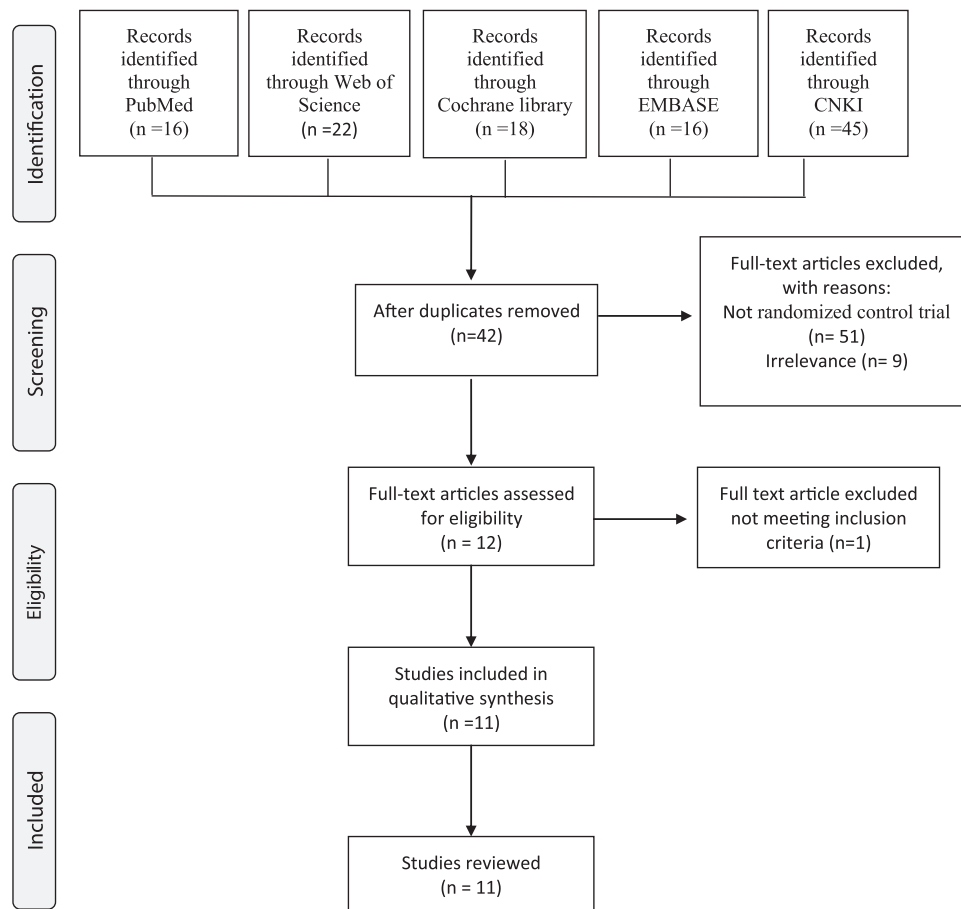 Identification
Records
identified
through
PubMed
(n =16)
Records
identified
through Web of
Science
(n =22)
Records
identified
through
Cochrane library
(n =18)
Records
identified
through
EMBASE
(n =16)
Records
identified
through
CNKI
(n =45)
Screening
After duplicates removed
(n=42)
Full-text articles excluded,
with reasons:
Not randomized control trial
(n= 51)
Irrelevance (n= 9)
Eligibility
Full-text articles assessed
for eligibility
(n = 12)
Full text article excluded
not meeting inclusion
criteria (n=1)
Studies included in
qualitative synthesis
(n =11)
Included
Studies reviewed
(n = 11)